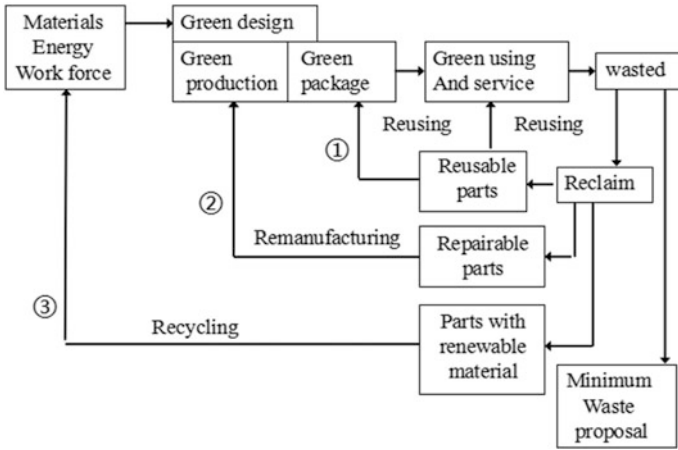 Materials
Energy
Work force
Green design
Green
production
Green
package
Green using
And service
wasted
Reusing
Reusing
①
Reusable
parts
Reclaim
②
Remanufacturing
Repairable
parts
③
Recycling
Parts with
renewable
material
Minimum
Waste
proposal